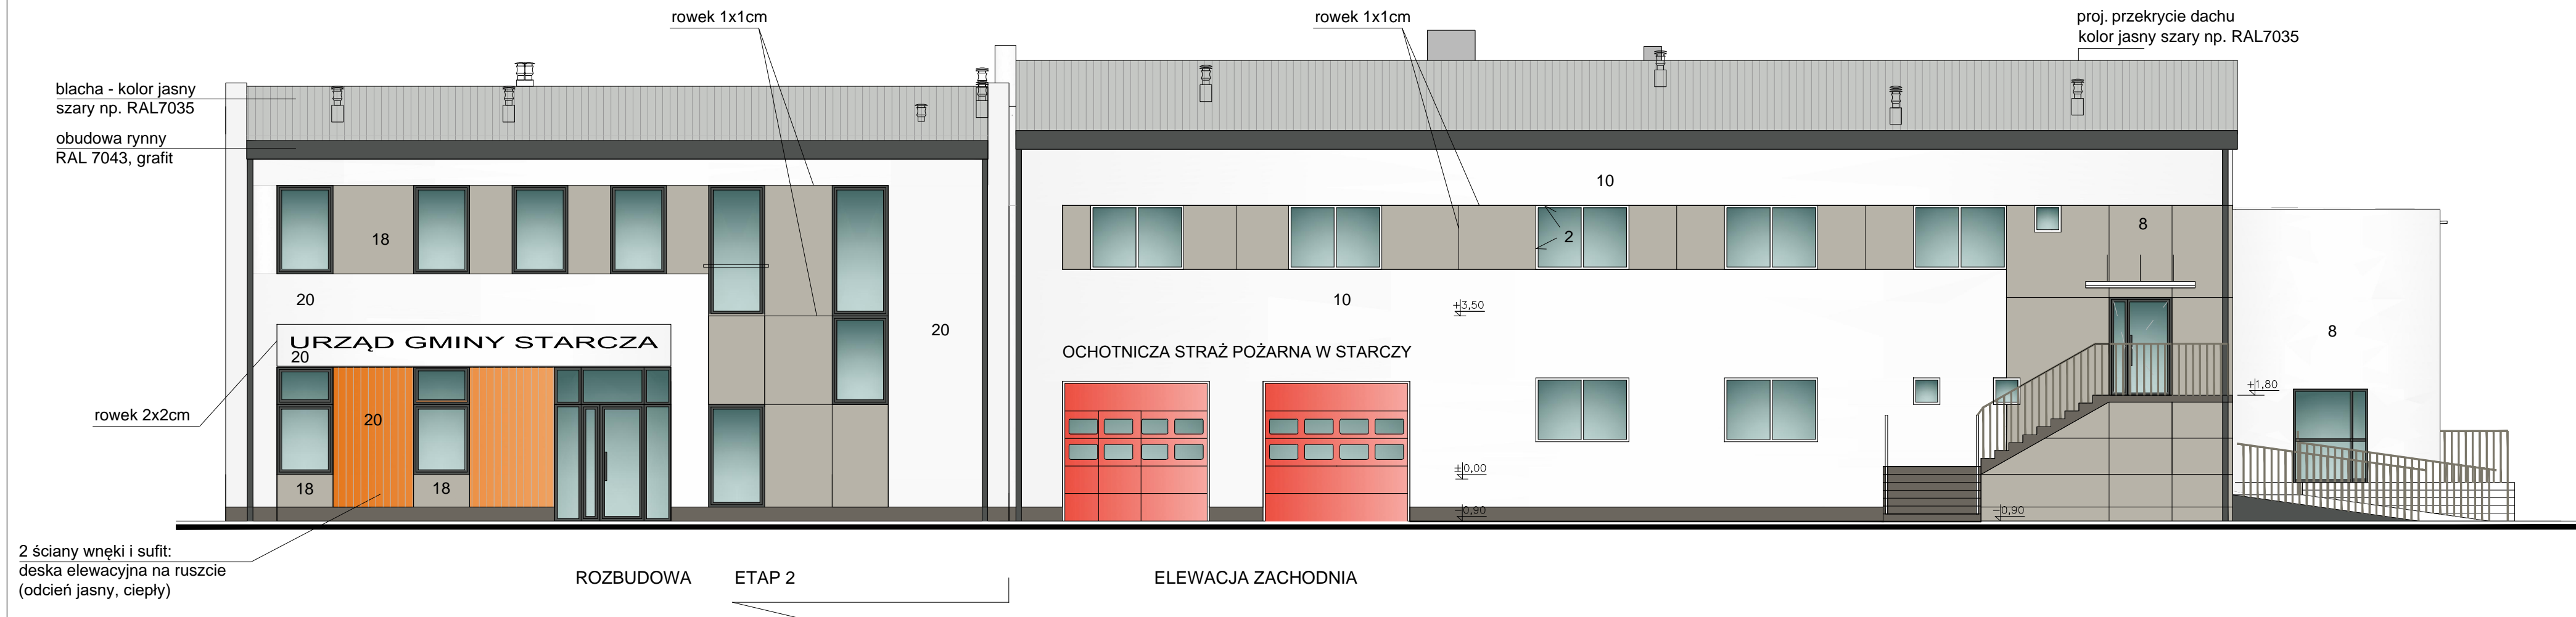 rowek 1x1cm
rowek 1x1cm
proj. przekrycie dachu
kolor jasny szary np. RAL7035
blacha - kolor jasny
szary np. RAL7035
obudowa rynny
RAL 7043, grafit
10
18
2
8
20
10
+3,50
20
8
URZĄD GMINY STARCZA
20
OCHOTNICZA STRAŻ POŻARNA W STARCZY
+1,80
rowek 2x2cm
20
±0,00
18
18
-0,90
-0,90
2 ściany wnęki i sufit:
deska elewacyjna na ruszcie
(odcień jasny, ciepły)
ROZBUDOWA
ETAP 2
ELEWACJA ZACHODNIA